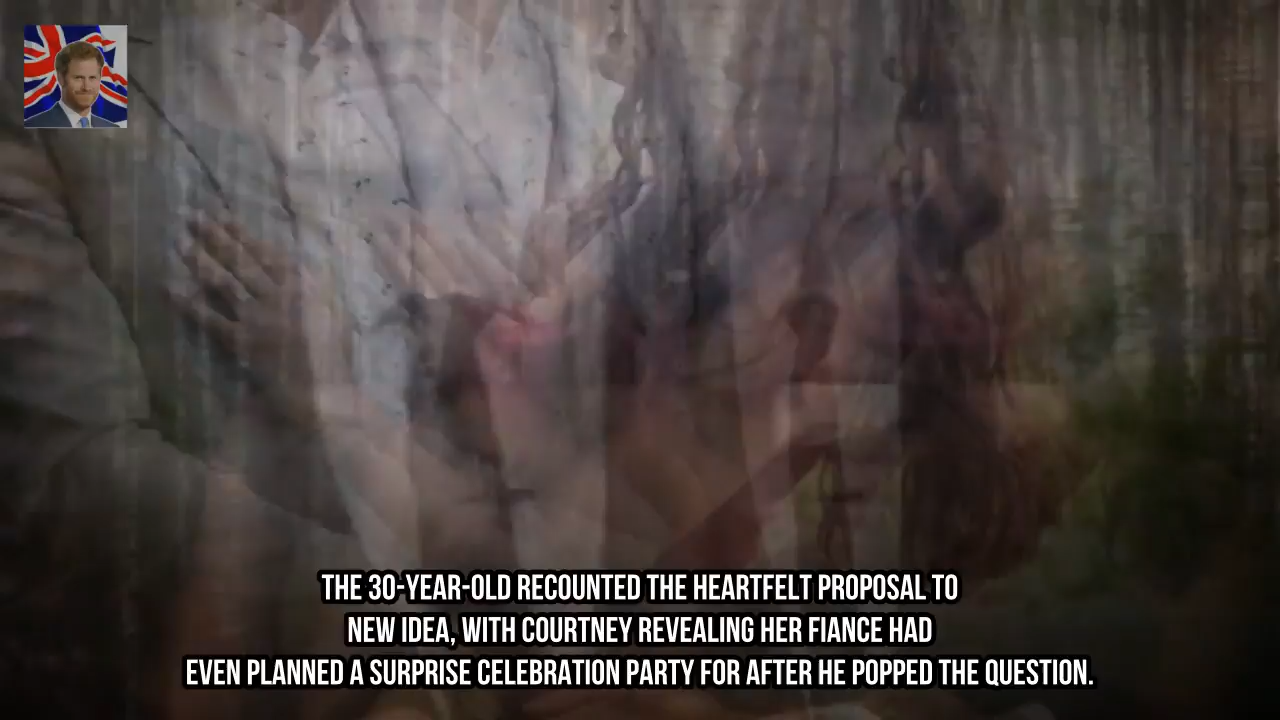 THE 30-YEAR-OLD RECOUNTED THE HEARTFELT PROPOSAL TO
NEW IDEA, WITH COURTNEY REVEALING HER FIANCE HAD
EVEN PLANNED A SURPRISE CELEBRATION PARTY FOR AFTER HE POPPED THE QUESTION.